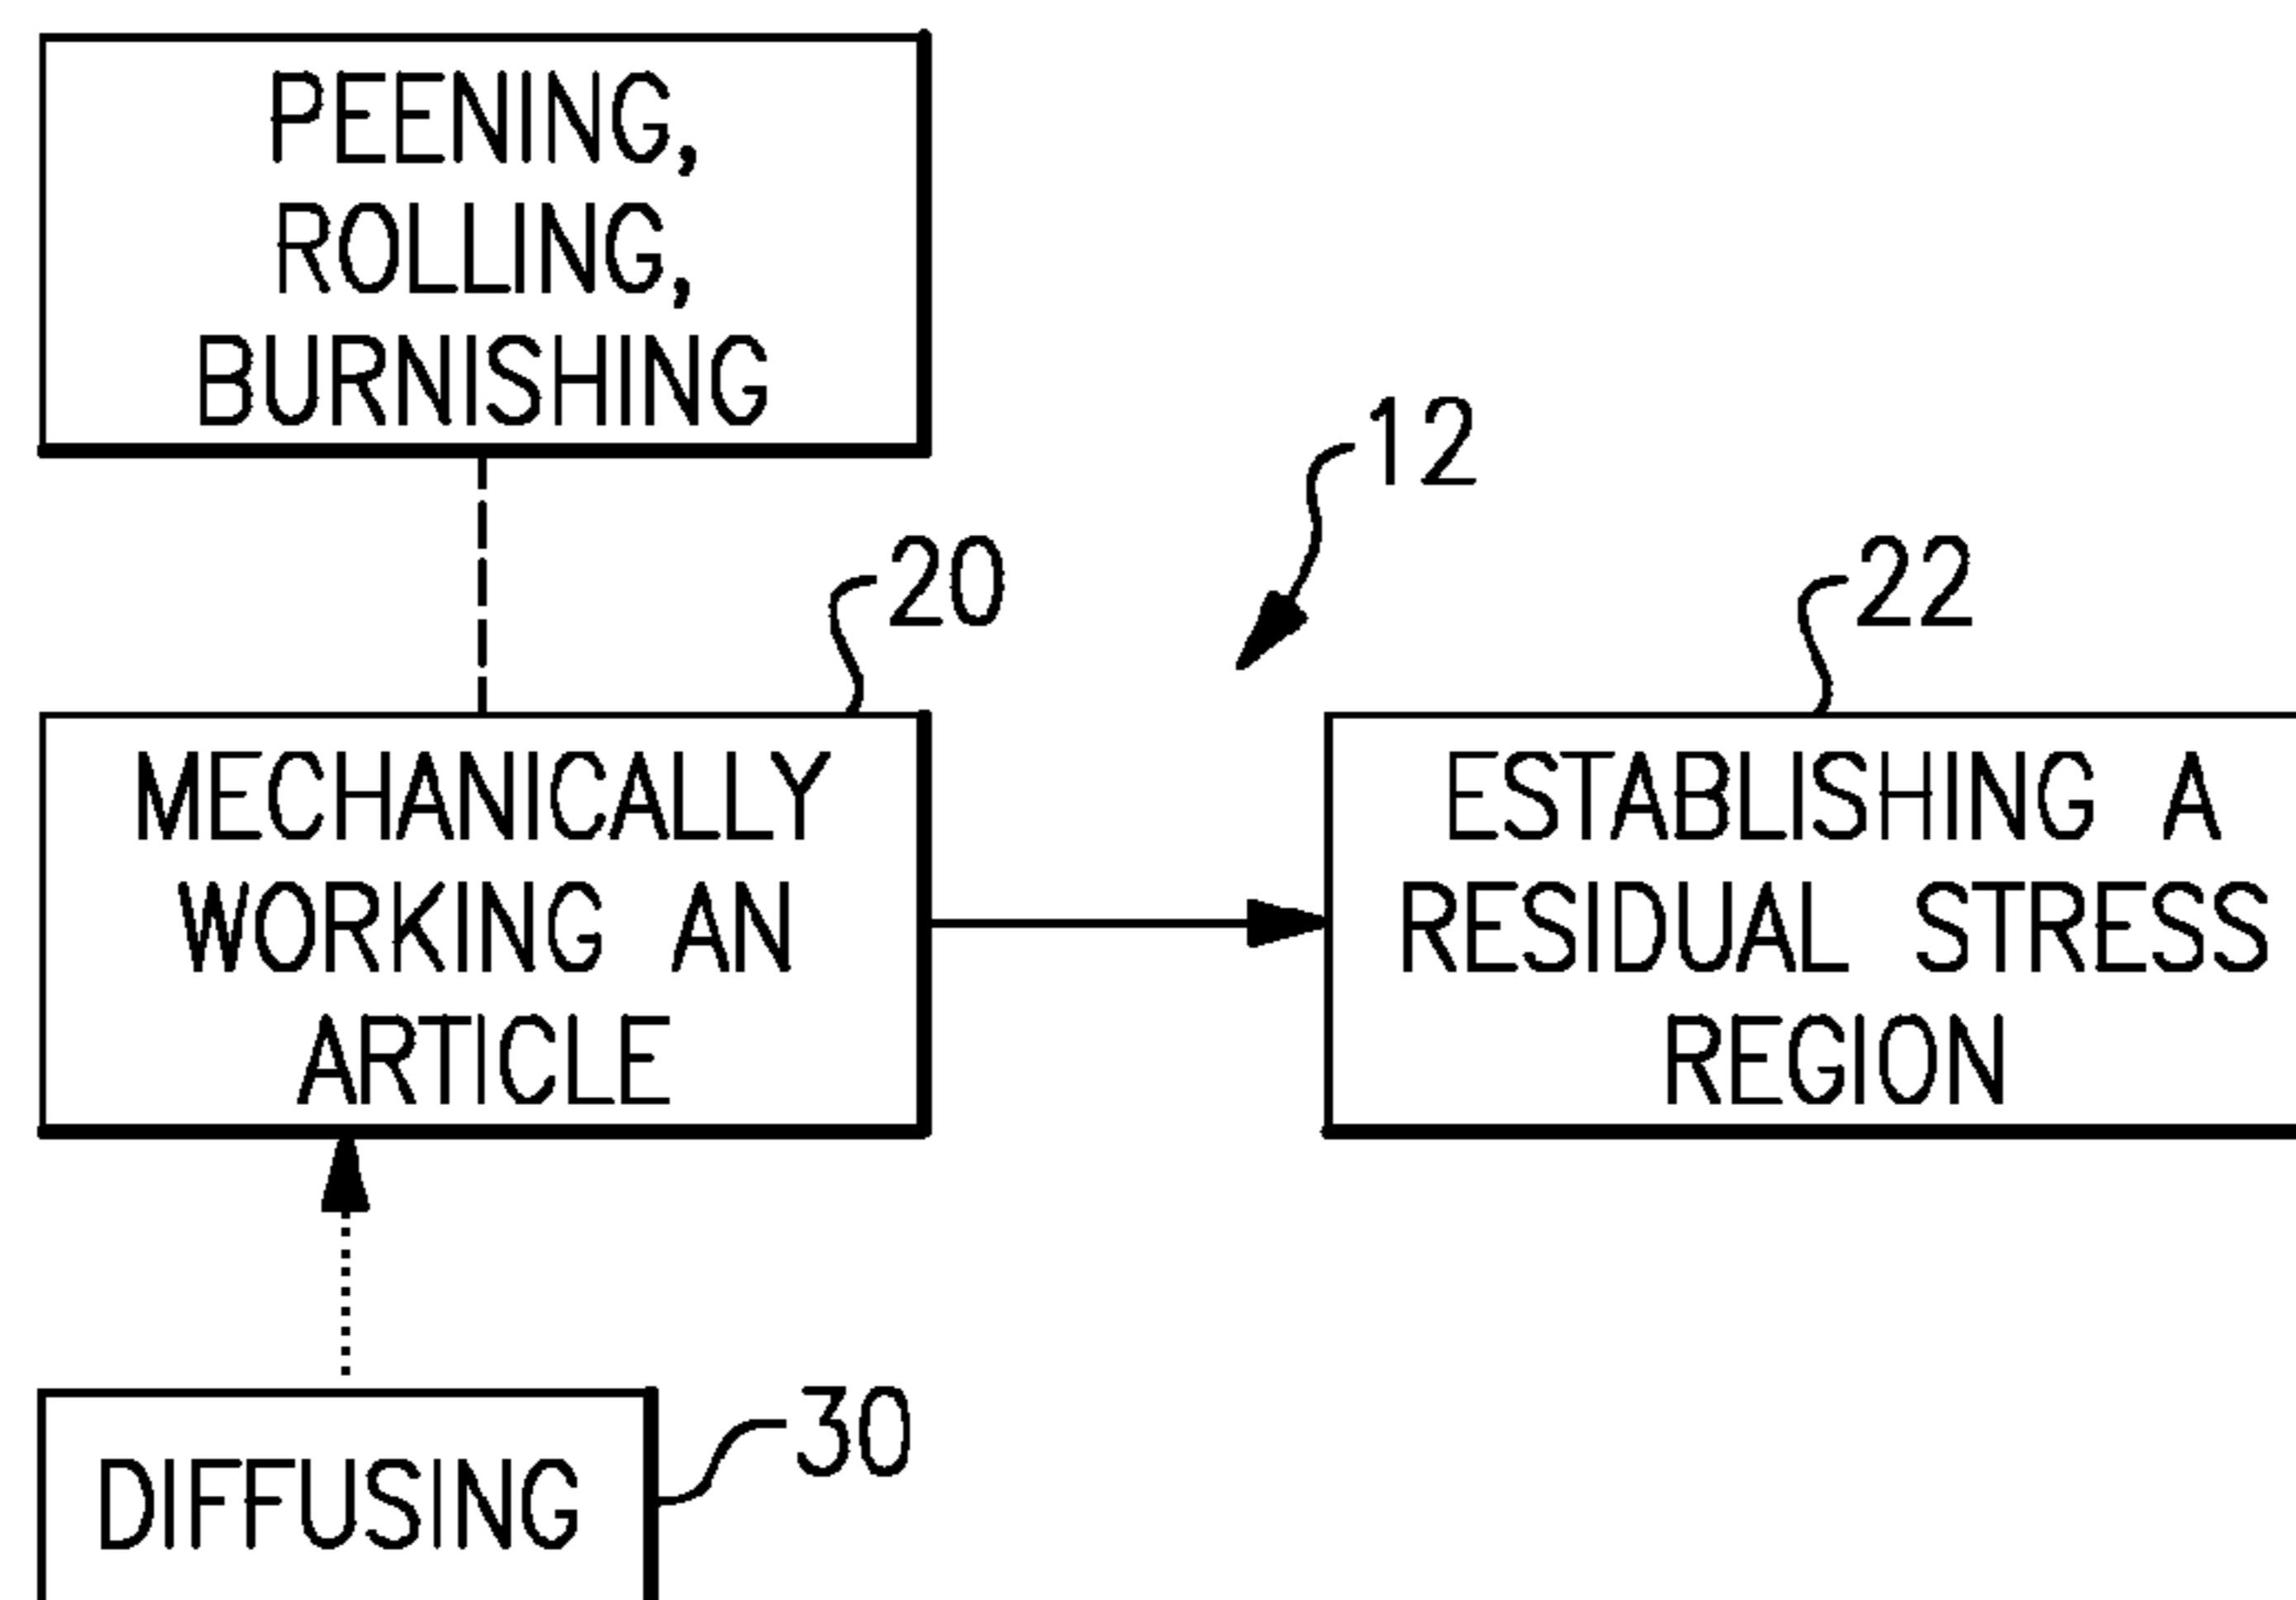 PEENING,
ROLLING,
BURNISHING
12
20
22
MECHANICALLY
WORKING AN
ARTICLE
ESTABLISHING A
RESIDUAL STRESS
REGION
30
DIFFUSING